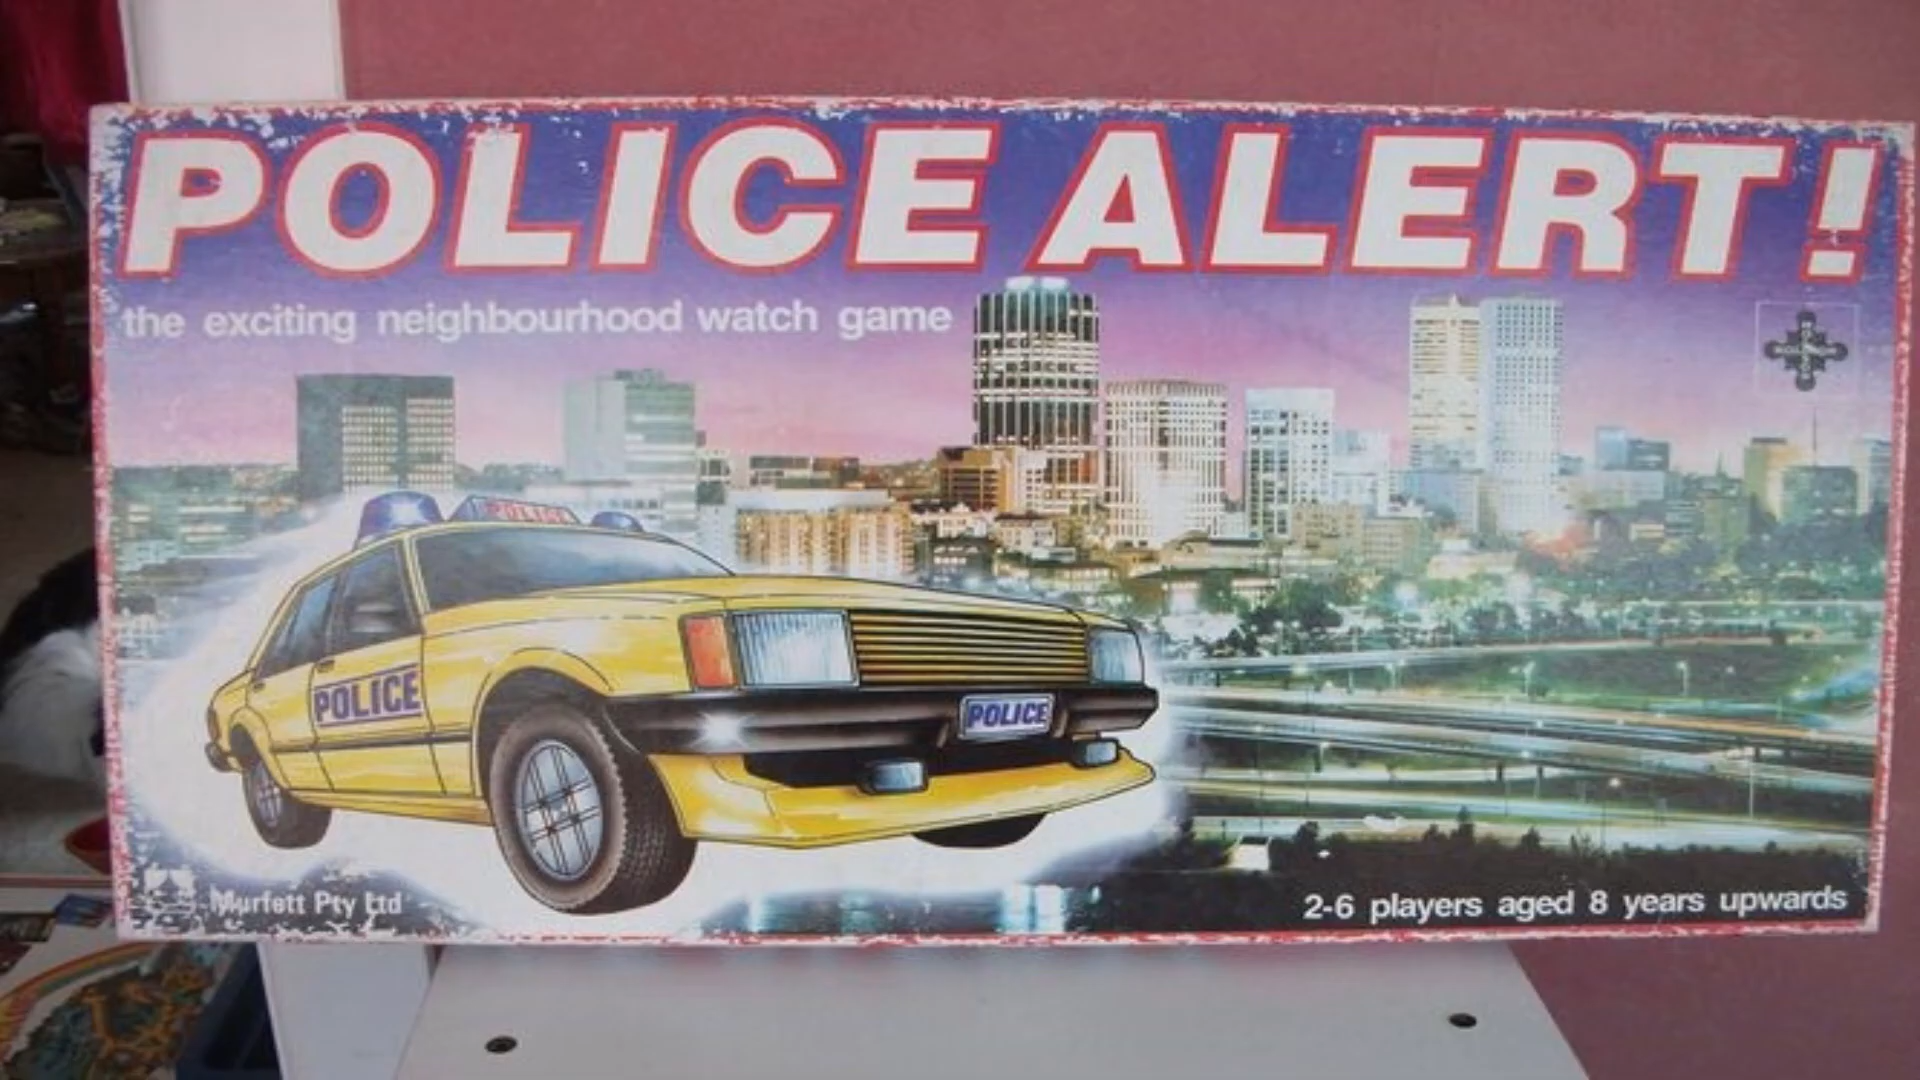 POLICE ALERT!
the exciting neighbourhood watch game
POLICE
POLICE
POLICE
Murfett Pty Ltd
2-6 players aged 8 years upwards